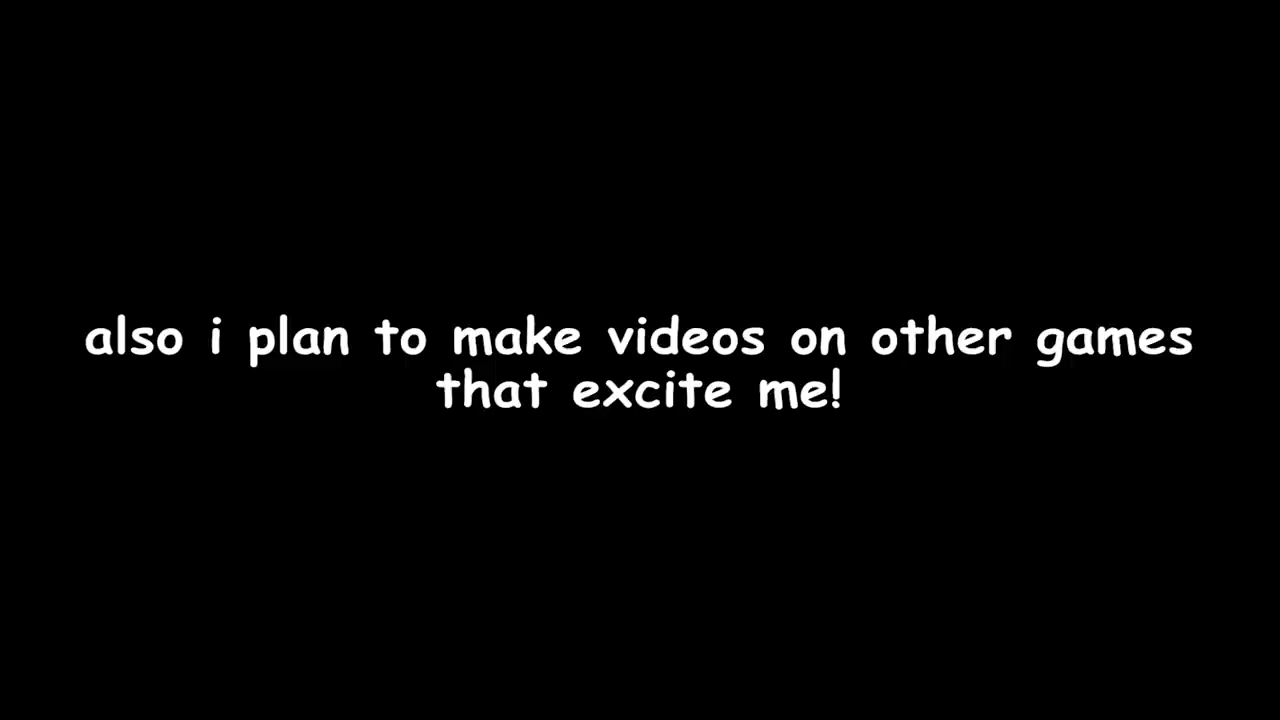 also i plan to make videos on other games
that excite me!